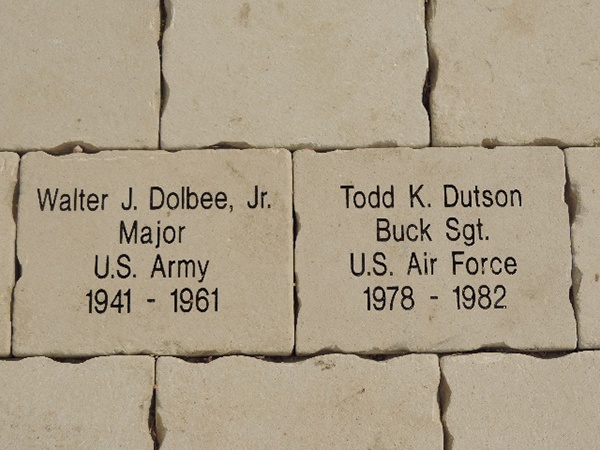 Walter J. Dolbee, Jr.
Major
U.S. Army
1941 - 1961
Todd K. Dutson
Buck Sgt.
U.S. Air Force
1978 - 1982